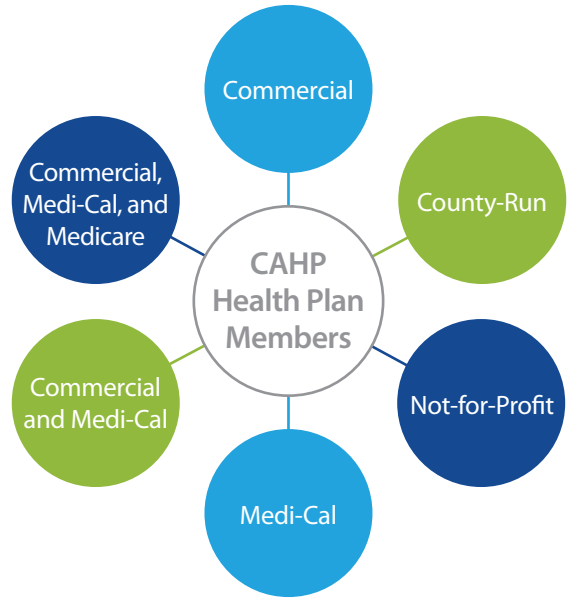 Commercial
Commercial,
Medi-Cal, and
Medicare
County-Run
CAHP
Health Plan
Members
Commercial
and Medi-Cal
Not-for-Profit
Medi-Cal